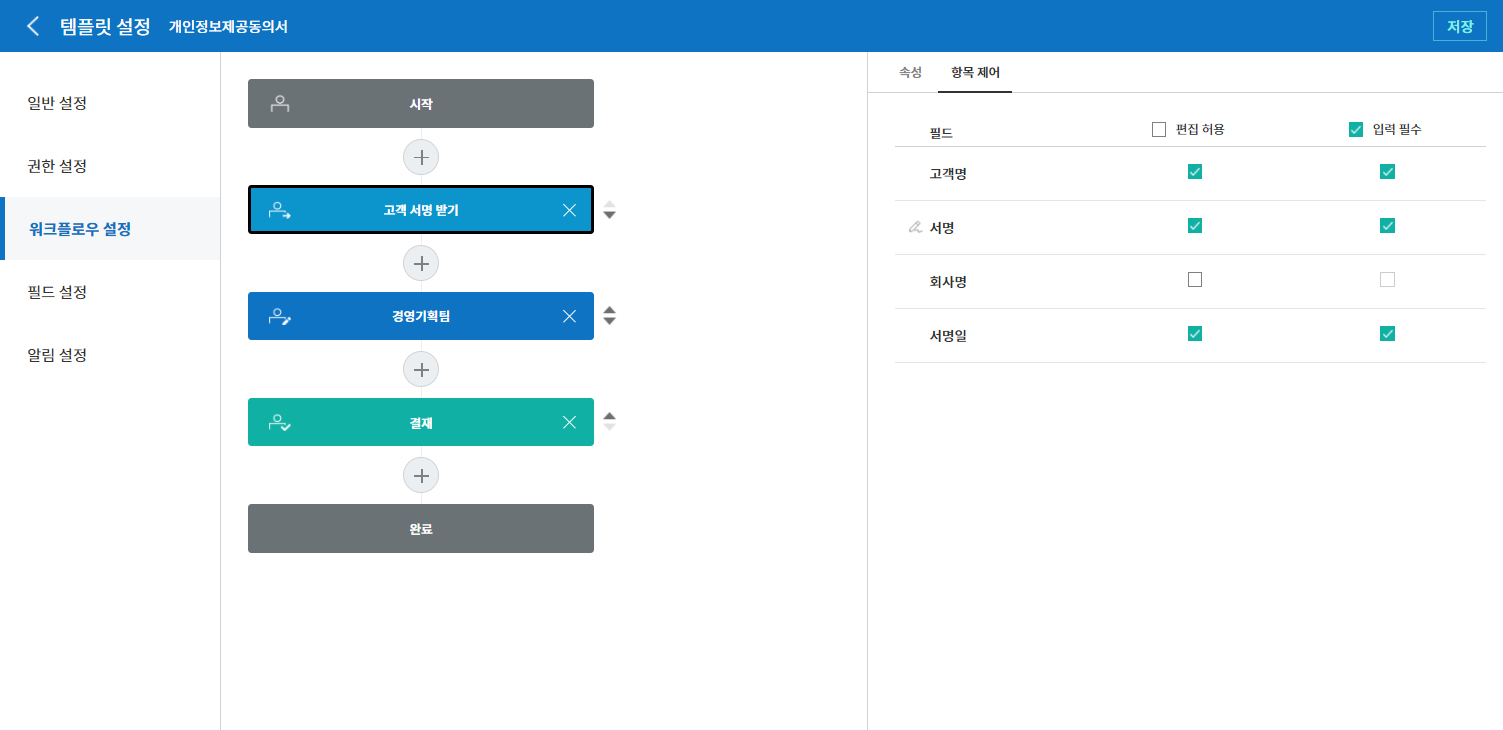 템플릿 설정 개인정보제공동의서 저장
일반 설정
권한 설정
워크플로우 설정
필드 설정
알림 설정
시작
고객 서명 받기
경영기획팀
결재
완료
속성 항목 제어
필드 편집 허용 입력 필수
고객명
서명
회사명
서명일